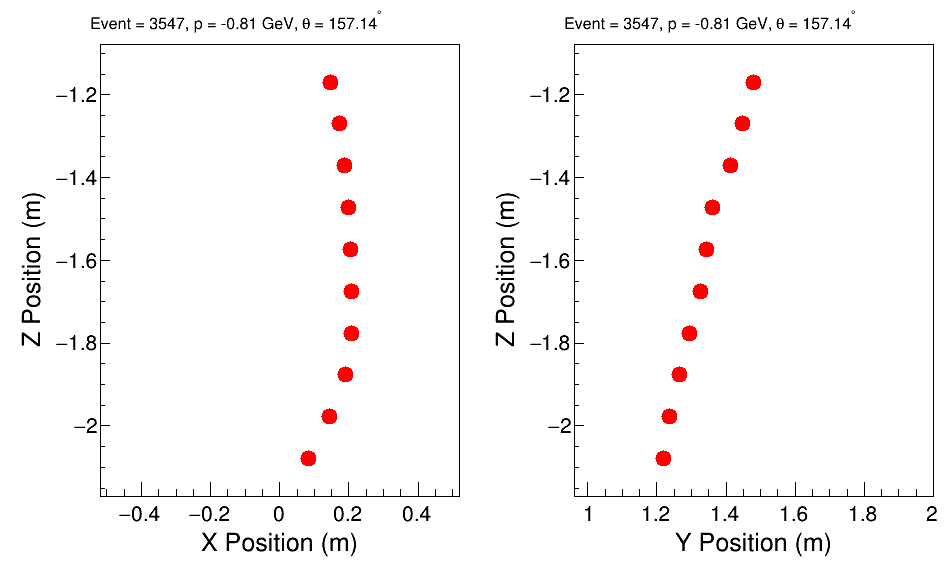 Event = 3547, p = -0.81 GeV, θ = 157.14°
Event = 3547, p = -0.81 GeV, θ = 157.14°
−1.2
−1.4
−1.6
−1.8
−2
Z Position (m)
−0.4 −0.2 0 0.2 0.4
X Position (m)
−1.2
−1.4
−1.6
−1.8
−2
Z Position (m)
1 1.2 1.4 1.6 1.8 2
Y Position (m)